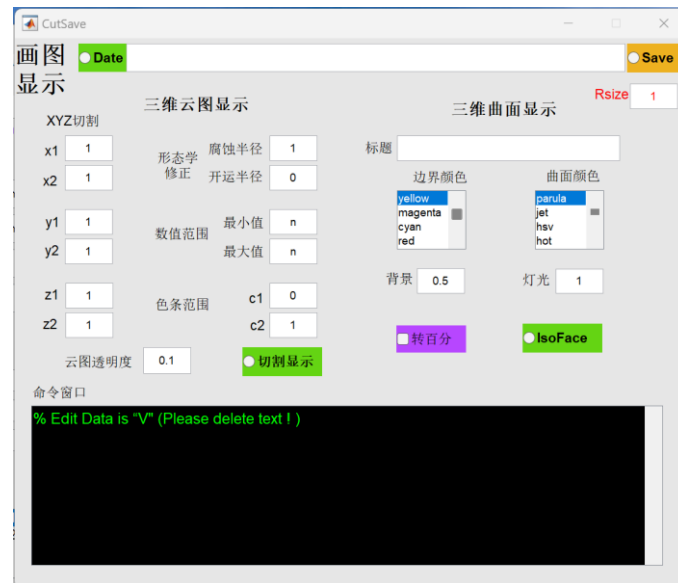 CutSave
画图
显示
Date
Save
Rsize 1
三维云图显示
三维曲面显示
XYZ切割
x1 1
x2 1
y1 1
y2 1
z1 1
z2 1
形态学
修正
腐蚀半径 1
开运半径 0
数值范围
最小值 n
最大值 n
色条范围
c1 0
c2 1
云图透明度 0.1
切割显示
标题
边界颜色
yellow
magenta
cyan
red
曲面颜色
parula
jet
hsv
hot
背景 0.5
灯光 1
转百分
IsoFace
命令窗口
% Edit Data is “V" (Please delete text ! )